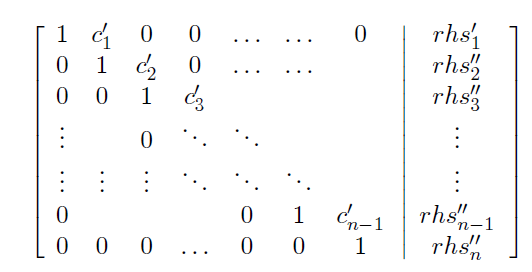 1 c′₁ 0 0 … … 0 rhs′₁
0 1 c′₂ 0 … … rhs″₂
0 0 1 c′₃ rhs″₃
⋮ 0 ⋱ ⋱ ⋮
⋮ ⋮ ⋮ ⋱ ⋱ ⋱ ⋮
0 0 1 c′ₙ₋₁ rhs″ₙ₋₁
0 0 0 … 0 0 1 rhs″ₙ